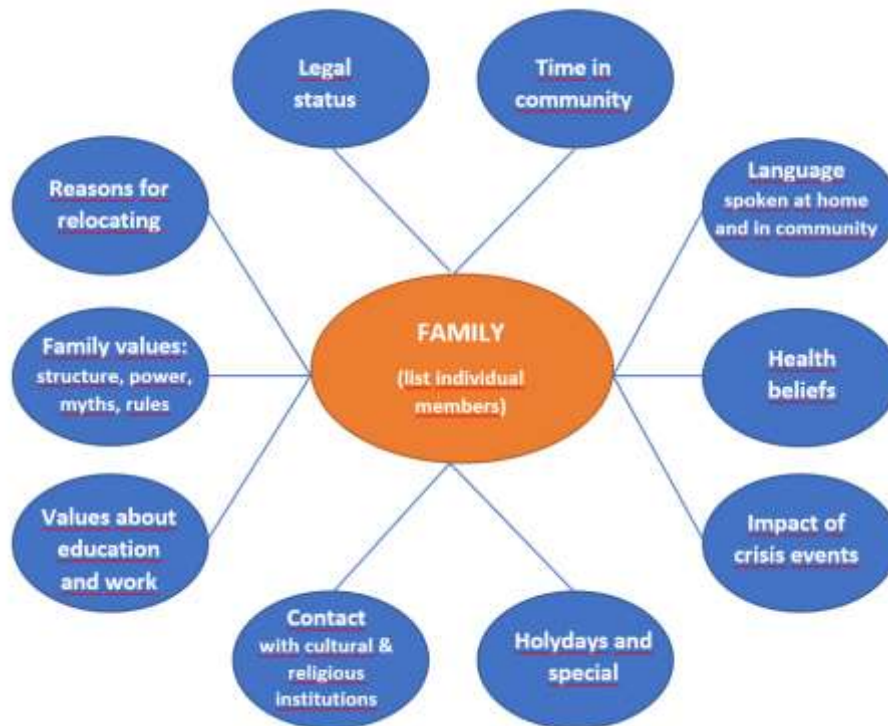 Legal
status
Time in
community
Reasons for
relocating
Language
spoken at home
and in community
FAMILY
(list individual
members)
Family values:
structure, power,
myths, rules
Health
beliefs
Values about
education
and work
Impact of
crisis events
Contact
with cultural &
religious
institutions
Holydays and
special